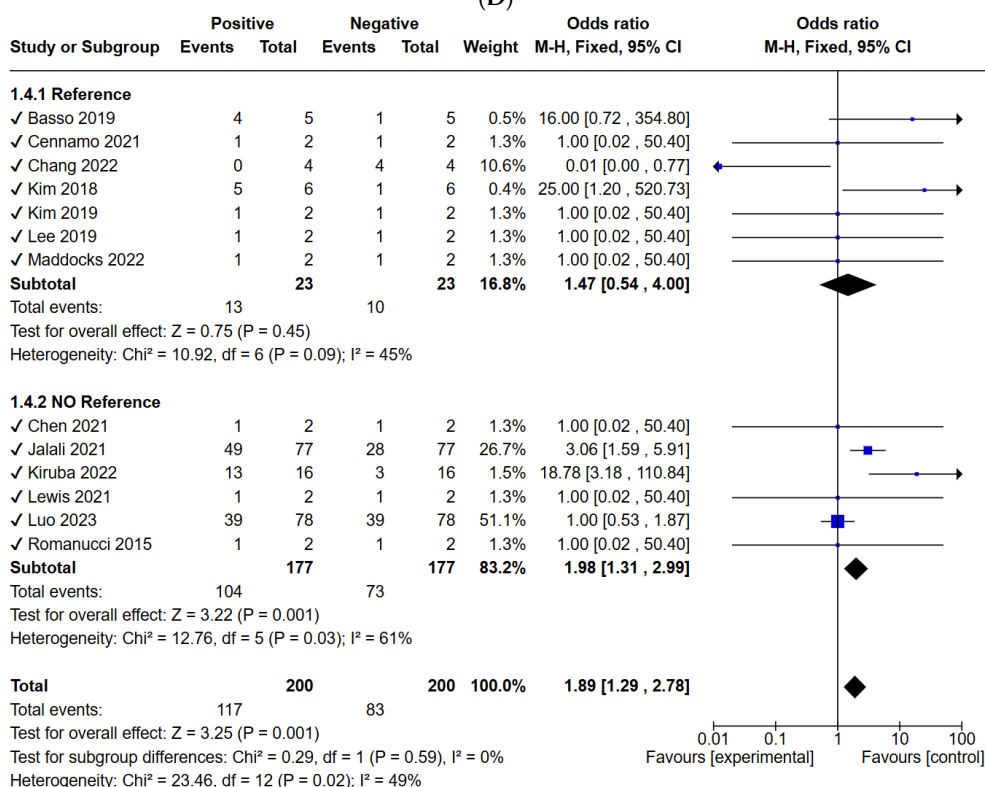 (D)
Positive Negative Odds ratio Odds ratio
Study or Subgroup Events Total Events Total Weight M-H, Fixed, 95% CI M-H, Fixed, 95% CI
1.4.1 Reference
✓ Basso 2019 4 5 1 5 0.5% 16.00 [0.72 , 354.80]
✓ Cennamo 2021 1 2 1 2 1.3% 1.00 [0.02 , 50.40]
✓ Chang 2022 0 4 4 4 10.6% 0.01 [0.00 , 0.77]
✓ Kim 2018 5 6 1 6 0.4% 25.00 [1.20 , 520.73]
✓ Kim 2019 1 2 1 2 1.3% 1.00 [0.02 , 50.40]
✓ Lee 2019 1 2 1 2 1.3% 1.00 [0.02 , 50.40]
✓ Maddocks 2022 1 2 1 2 1.3% 1.00 [0.02 , 50.40]
Subtotal 23 23 16.8% 1.47 [0.54 , 4.00]
Total events: 13 10
Test for overall effect: Z = 0.75 (P = 0.45)
Heterogeneity: Chi² = 10.92, df = 6 (P = 0.09); I² = 45%
1.4.2 NO Reference
✓ Chen 2021 1 2 1 2 1.3% 1.00 [0.02 , 50.40]
✓ Jalali 2021 49 77 28 77 26.7% 3.06 [1.59 , 5.91]
✓ Kiruba 2022 13 16 3 16 1.5% 18.78 [3.18 , 110.84]
✓ Lewis 2021 1 2 1 2 1.3% 1.00 [0.02 , 50.40]
✓ Luo 2023 39 78 39 78 51.1% 1.00 [0.53 , 1.87]
✓ Romanucci 2015 1 2 1 2 1.3% 1.00 [0.02 , 50.40]
Subtotal 177 177 83.2% 1.98 [1.31 , 2.99]
Total events: 104 73
Test for overall effect: Z = 3.22 (P = 0.001)
Heterogeneity: Chi² = 12.76, df = 5 (P = 0.03); I² = 61%
Total 200 200 100.0% 1.89 [1.29 , 2.78]
Total events: 117 83
Test for overall effect: Z = 3.25 (P = 0.001)
0.01 0.1 1 10 100
Test for subgroup differences: Chi² = 0.29, df = 1 (P = 0.59), I² = 0% Favours [experimental] Favours [control]
Heterogeneity: Chi² = 23.46, df = 12 (P = 0.02); I² = 49%